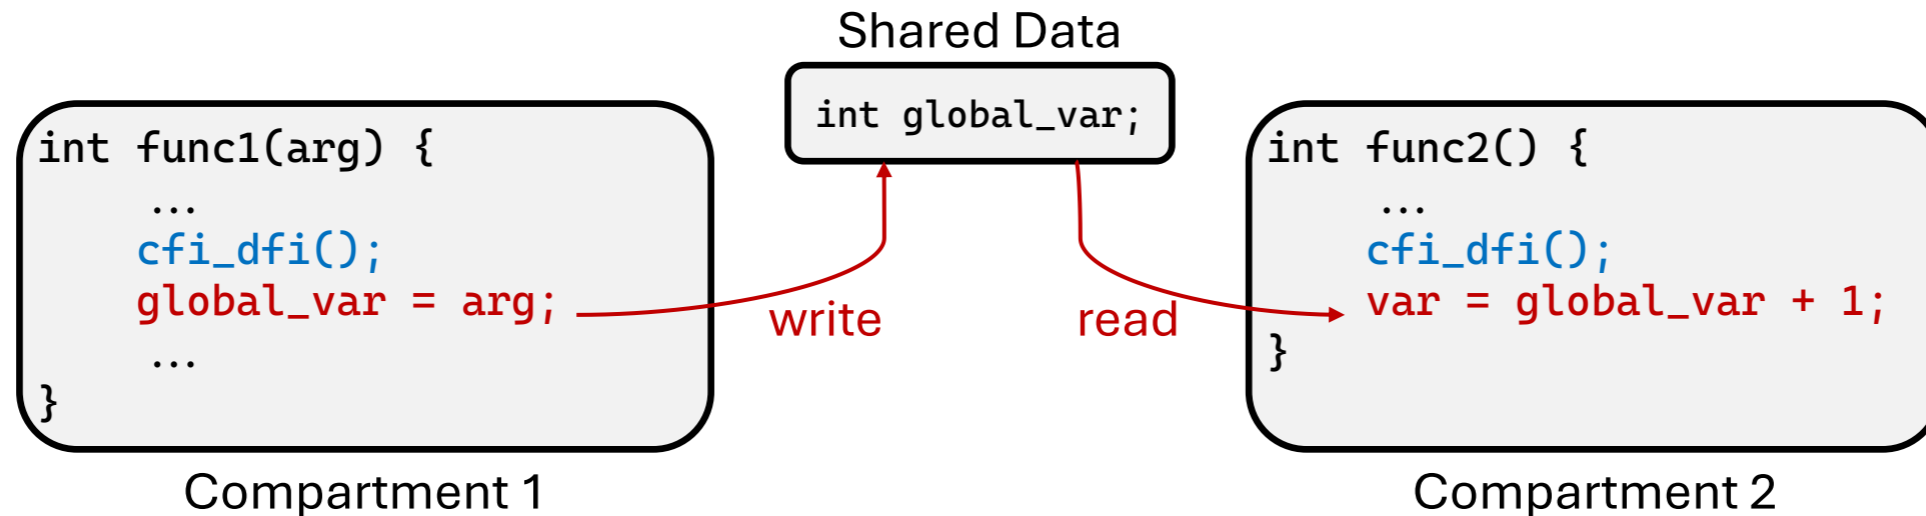 Shared Data
int global_var;
int func1(arg) {
...
cfi_dfi();
global_var = arg;
...
}
Compartment 1
write
read
int func2() {
...
cfi_dfi();
var = global_var + 1;
}
Compartment 2